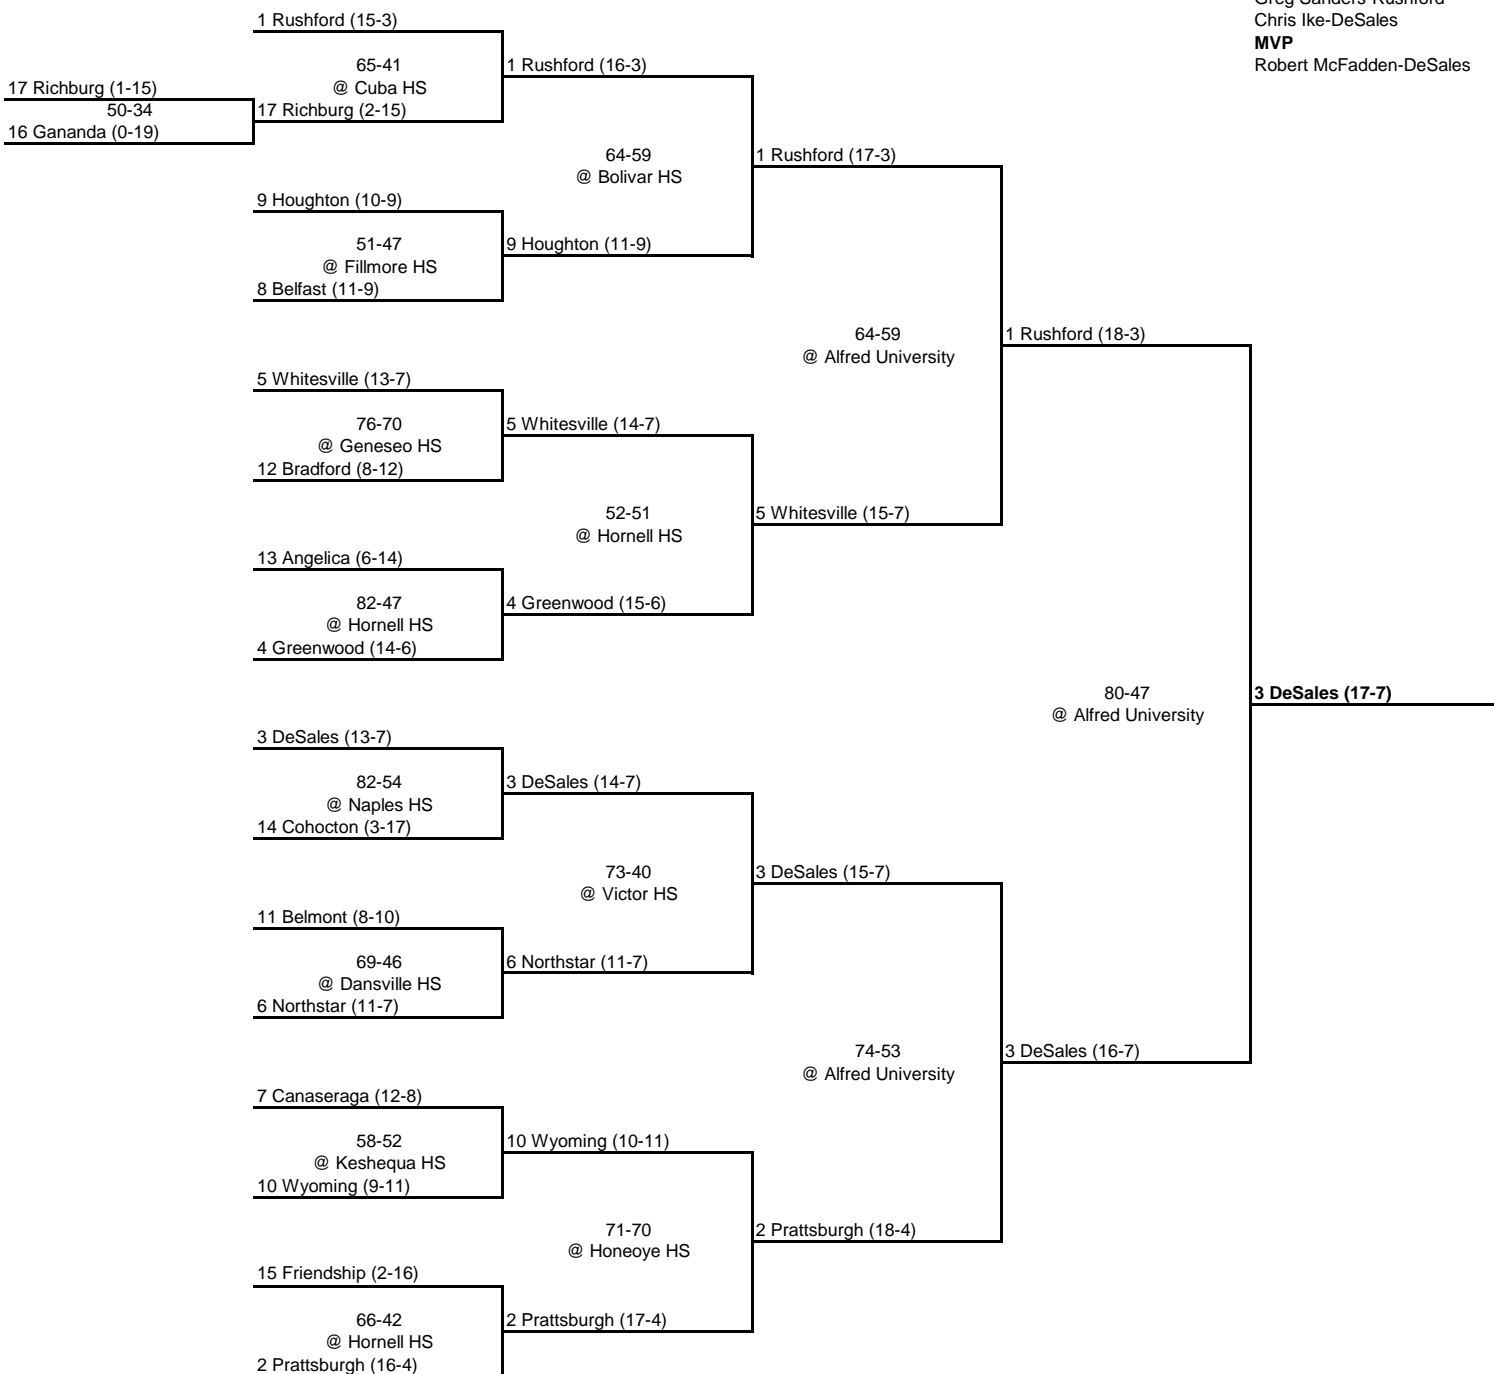 Greg Sanders-Rushford
Chris Ike-DeSales
MVP
Robert McFadden-DeSales
17 Richburg (1-15)
50-34
16 Gananda (0-19)
1 Rushford (15-3)
65-41
@ Cuba HS
17 Richburg (2-15)
9 Houghton (10-9)
51-47
@ Fillmore HS
8 Belfast (11-9)
5 Whitesville (13-7)
76-70
@ Geneseo HS
12 Bradford (8-12)
13 Angelica (6-14)
82-47
@ Hornell HS
4 Greenwood (14-6)
3 DeSales (13-7)
82-54
@ Naples HS
14 Cohocton (3-17)
11 Belmont (8-10)
69-46
@ Dansville HS
6 Northstar (11-7)
7 Canaseraga (12-8)
58-52
@ Keshequa HS
10 Wyoming (9-11)
15 Friendship (2-16)
66-42
@ Hornell HS
2 Prattsburgh (16-4)
1 Rushford (16-3)
64-59
@ Bolivar HS
9 Houghton (11-9)
5 Whitesville (14-7)
52-51
@ Hornell HS
4 Greenwood (15-6)
3 DeSales (14-7)
73-40
@ Victor HS
6 Northstar (11-7)
10 Wyoming (10-11)
71-70
@ Honeoye HS
2 Prattsburgh (17-4)
1 Rushford (17-3)
64-59
@ Alfred University
5 Whitesville (15-7)
3 DeSales (15-7)
74-53
@ Alfred University
2 Prattsburgh (18-4)
1 Rushford (18-3)
80-47
@ Alfred University
3 DeSales (16-7)
3 DeSales (17-7)